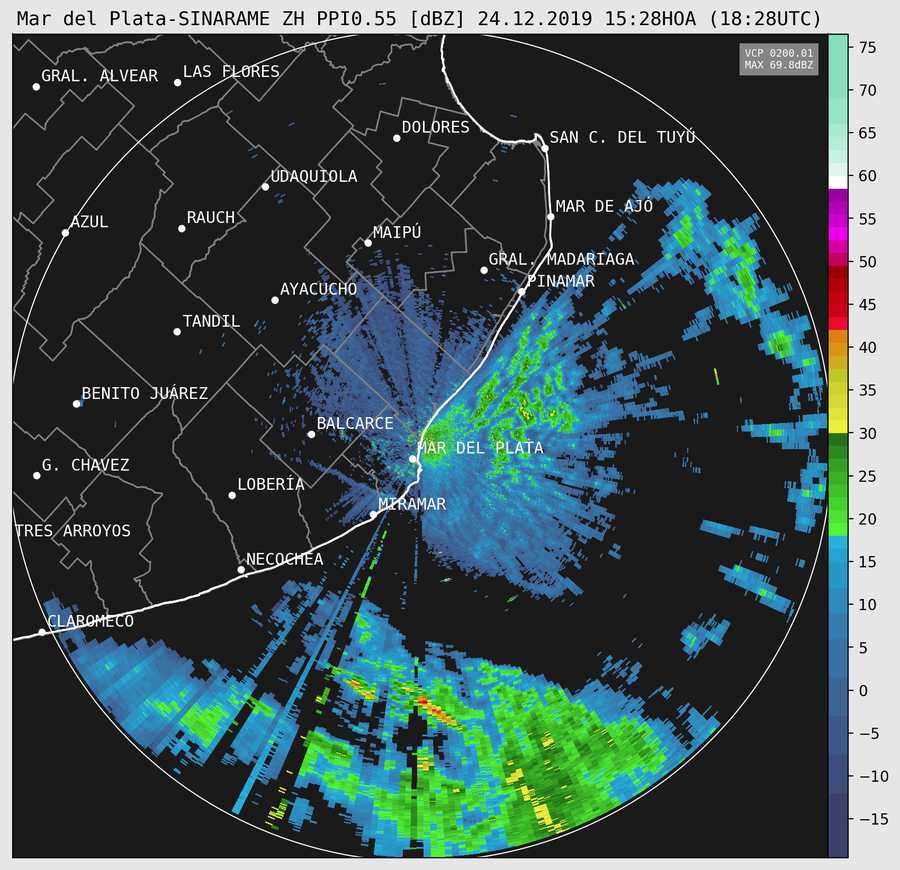 Mar del Plata-SINARAME ZH PPI0.55 [dBZ] 24.12.2019 15:28HOA (18:28UTC)
VCP 0200.01
MAX 69.8dBZ
GRAL. ALVEAR
LAS FLORES
DOLORES
SAN C. DEL TUYÚ
UDAQUIOLA
AZUL
RAUCH
MAIPÚ
MAR DE AJÓ
GRAL. MADARIAGA
PINAMAR
AYACUCHO
TANDIL
BENITO JUÁREZ
BALCARCE
MAR DEL PLATA
G. CHAVEZ
LOBERÍA
MIRAMAR
TRES ARROYOS
NECOCHEA
CLAROMECO
75
70
65
60
55
50
45
40
35
30
25
20
15
10
5
0
−5
−10
−15